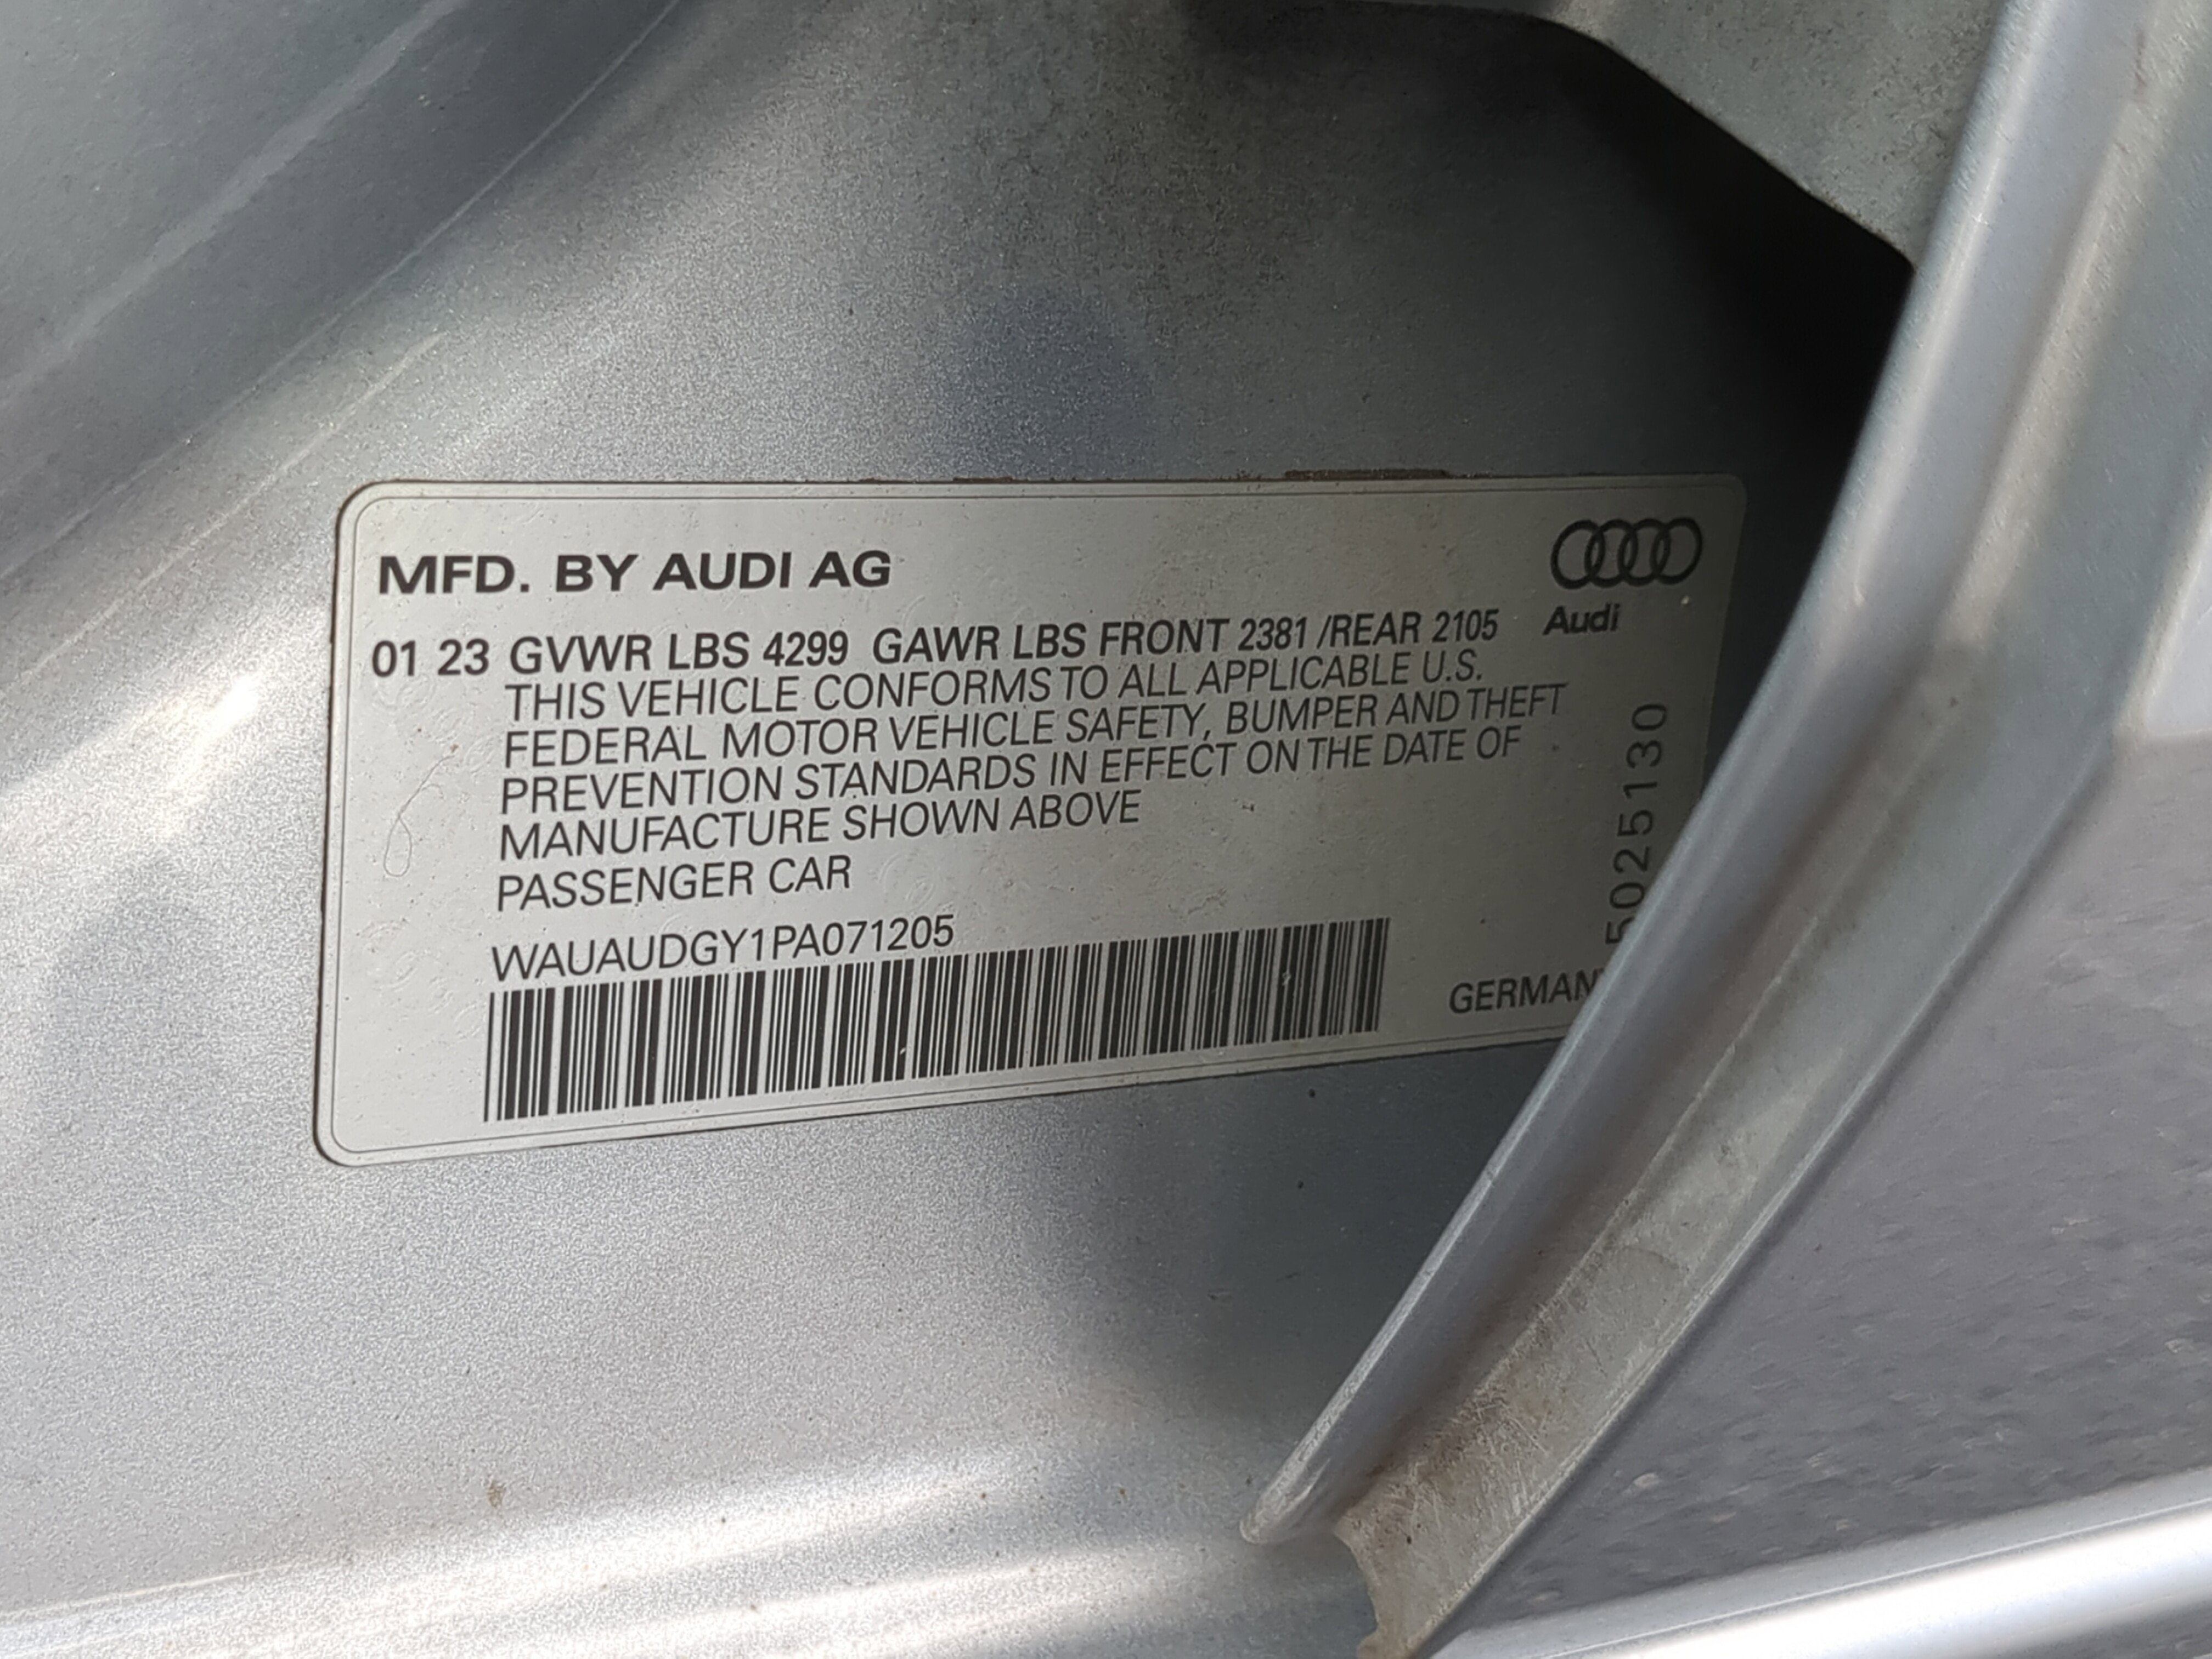 MFD. BY AUDI AG
Audi
01 23 GVWR LBS 4299 GAWR LBS FRONT 2381 /REAR 2105
THIS VEHICLE CONFORMS TO ALL APPLICABLE U.S.
FEDERAL MOTOR VEHICLE SAFETY, BUMPER AND THEFT
PREVENTION STANDARDS IN EFFECT ON THE DATE OF
MANUFACTURE SHOWN ABOVE
PASSENGER CAR
WAUAUDGY1PA071205
GERMAN
5025130